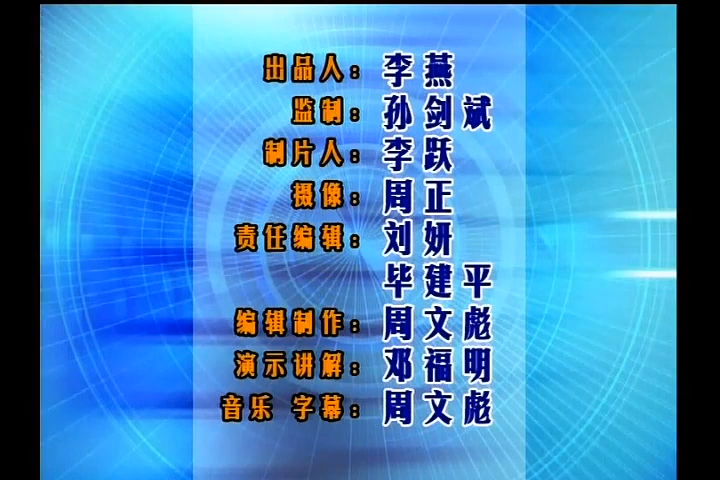 出品人：李燕
监制：孙剑斌
制片人：李跃
摄像：周正
责任编辑：刘妍
毕建平
编辑制作：周文彪
演示讲解：邓福明
音乐 字幕：周文彪